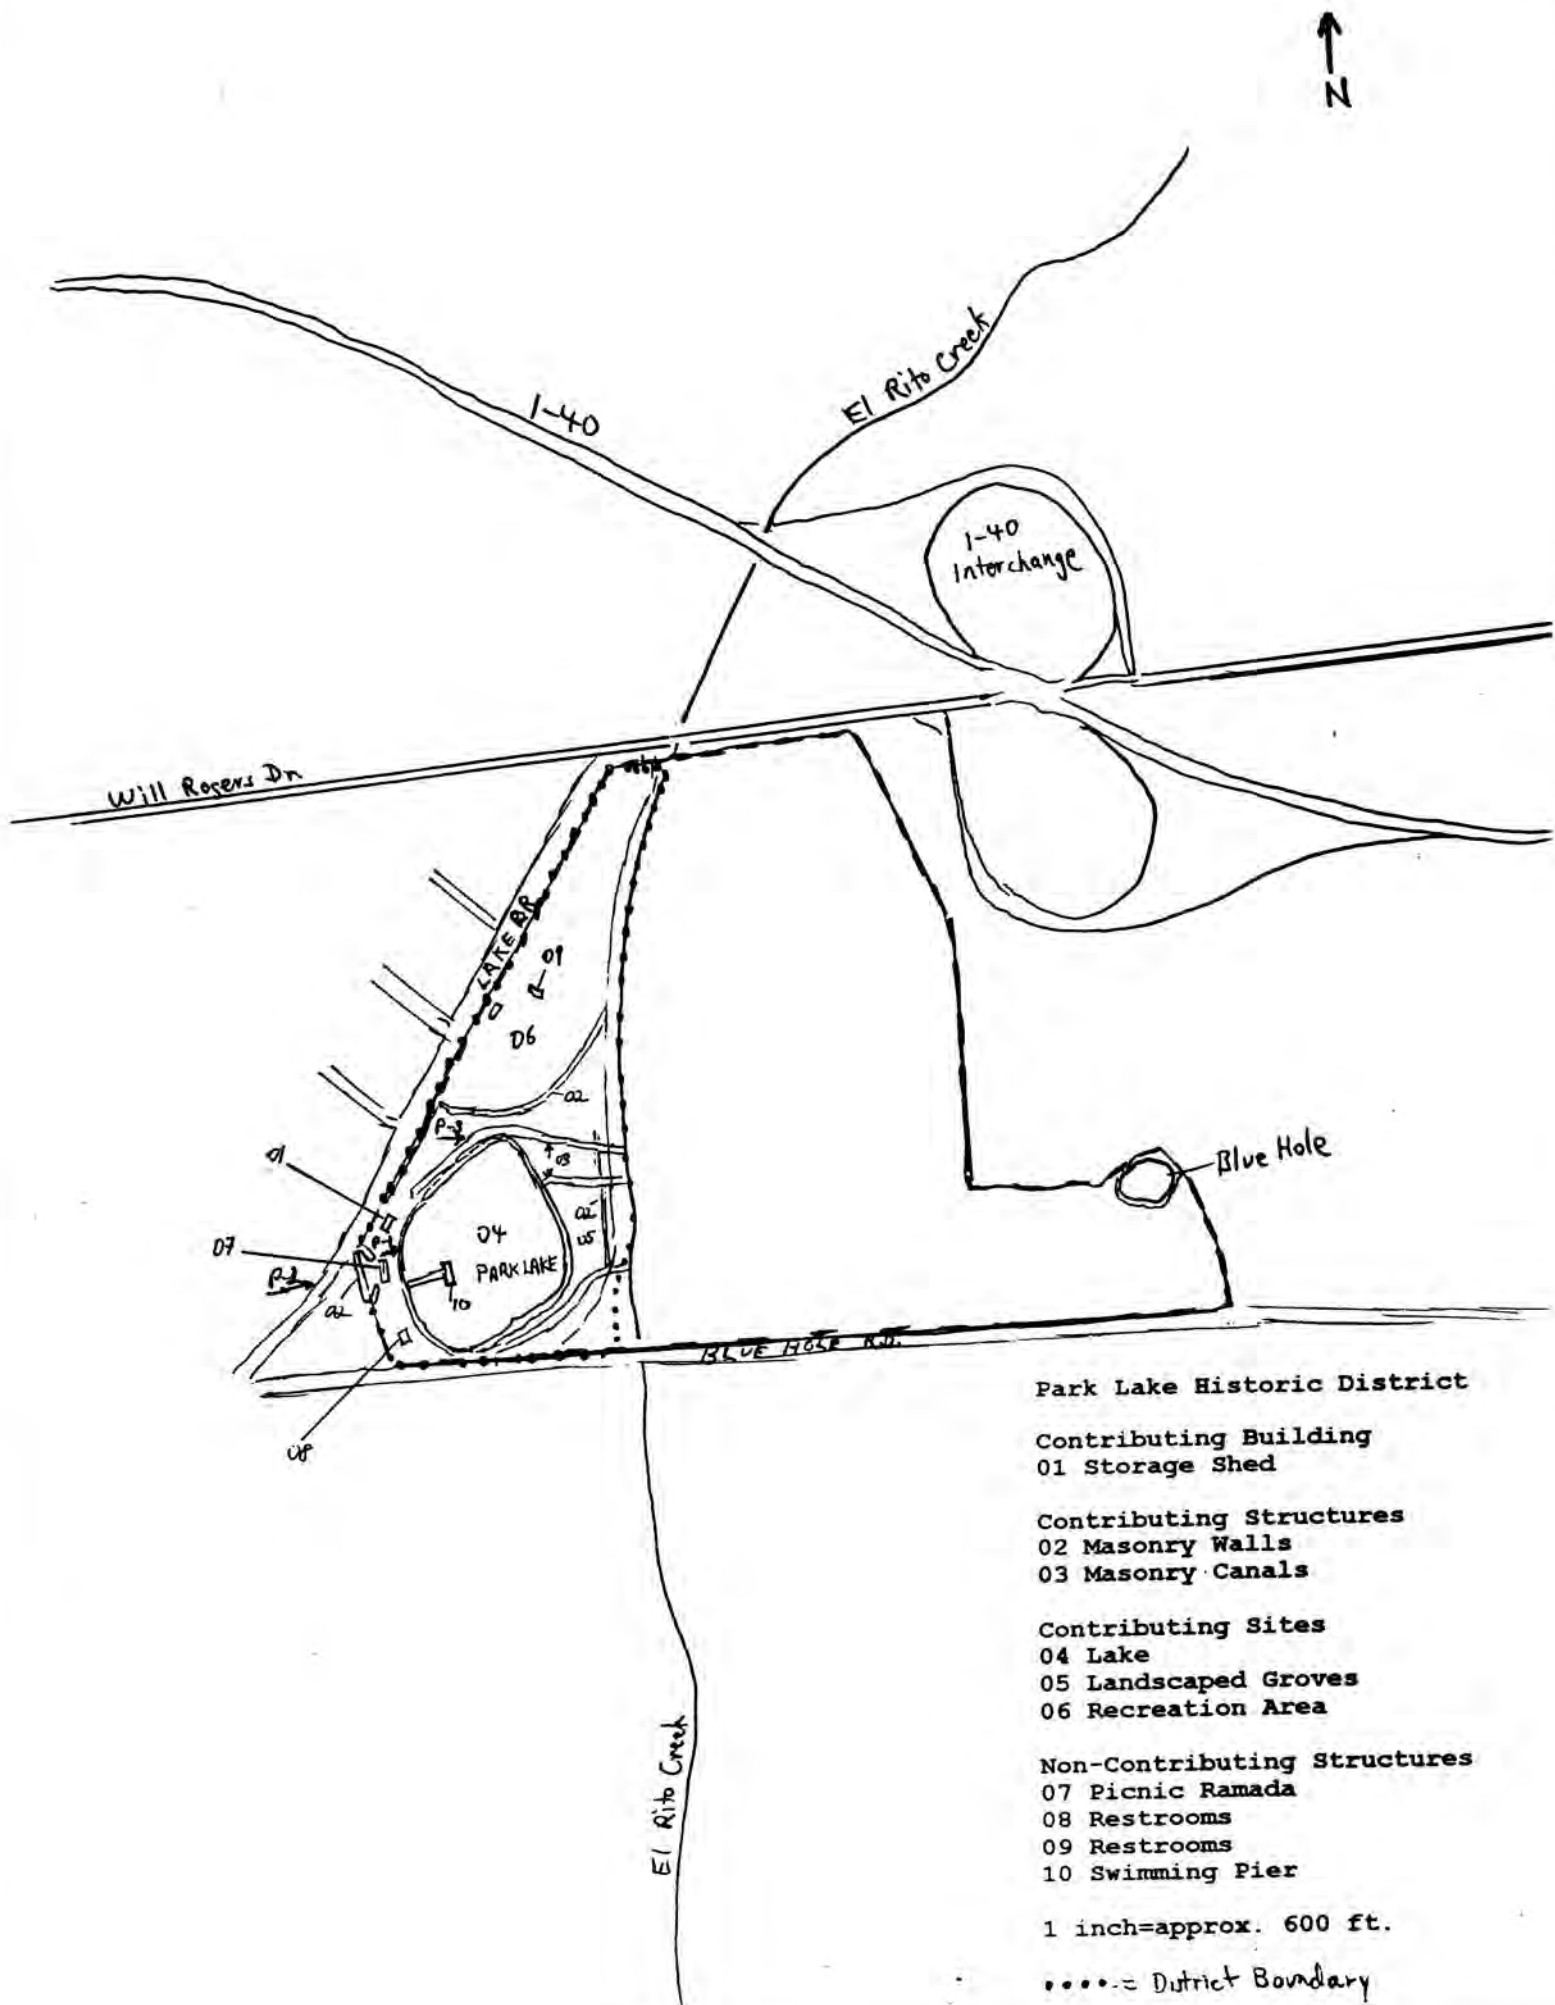 N
El Rito Creek
I-40
I-40
Interchange
Will Rogers Dr
LAKE DR
09
06
02
P-3
03
01
02
05
04
PARK LAKE
07
P-1
P-2
02
10
08
Blue Hole
BLUE HOLE RD.
El Rito Creek
Park Lake Historic District
Contributing Building
01 Storage Shed
Contributing Structures
02 Masonry Walls
03 Masonry Canals
Contributing Sites
04 Lake
05 Landscaped Groves
06 Recreation Area
Non-Contributing Structures
07 Picnic Ramada
08 Restrooms
09 Restrooms
10 Swimming Pier
1 inch=approx. 600 ft.
....= District Boundary